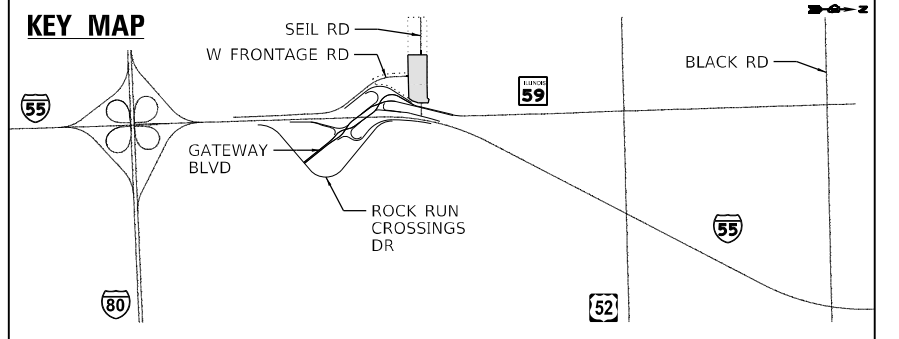 KEY MAP
N
SEIL RD
W FRONTAGE RD
BLACK RD
55
ILLINOIS
59
GATEWAY
BLVD
ROCK RUN
CROSSINGS
DR
55
80
52